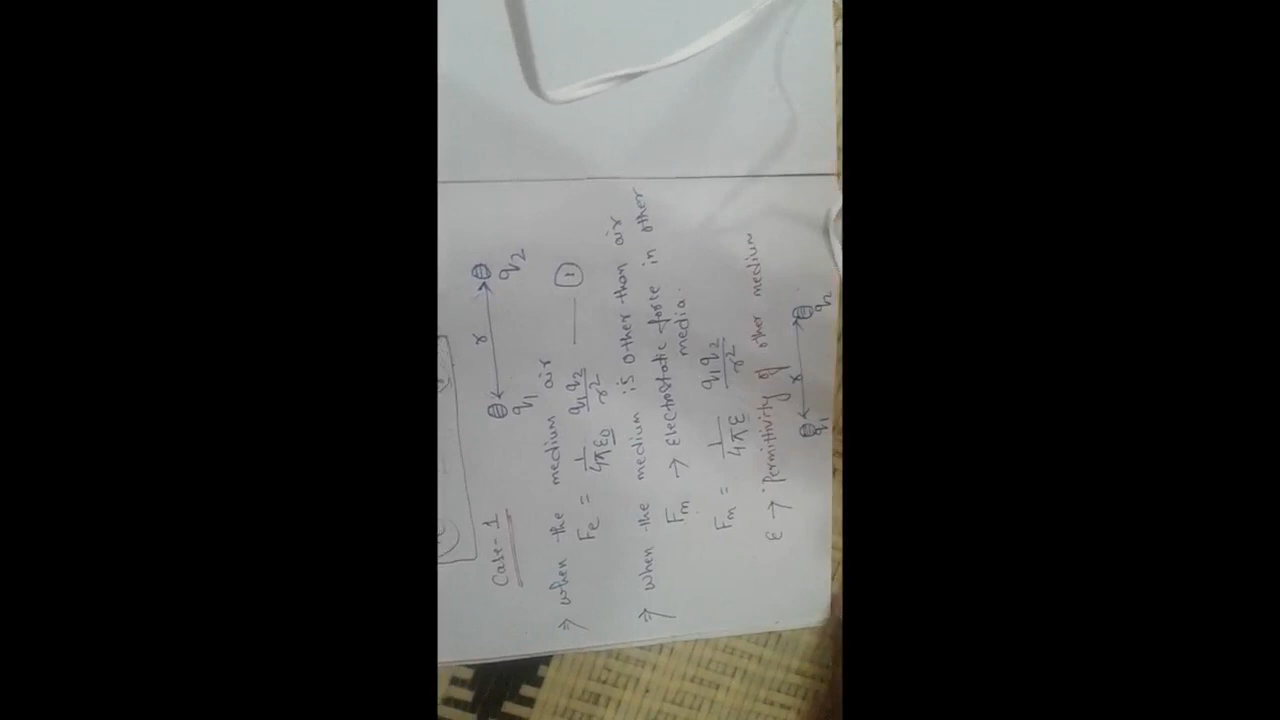 Case-1
r
q1 q2
⇒ when the medium air
Fe = 1/4πε0 q1q2/r2 —— ①
⇒ when the medium is other than air
Fm → Electrostatic force in other
media.
Fm = 1/4πε q1q2/r2
ε → Permittivity of other medium
r
q1 q2